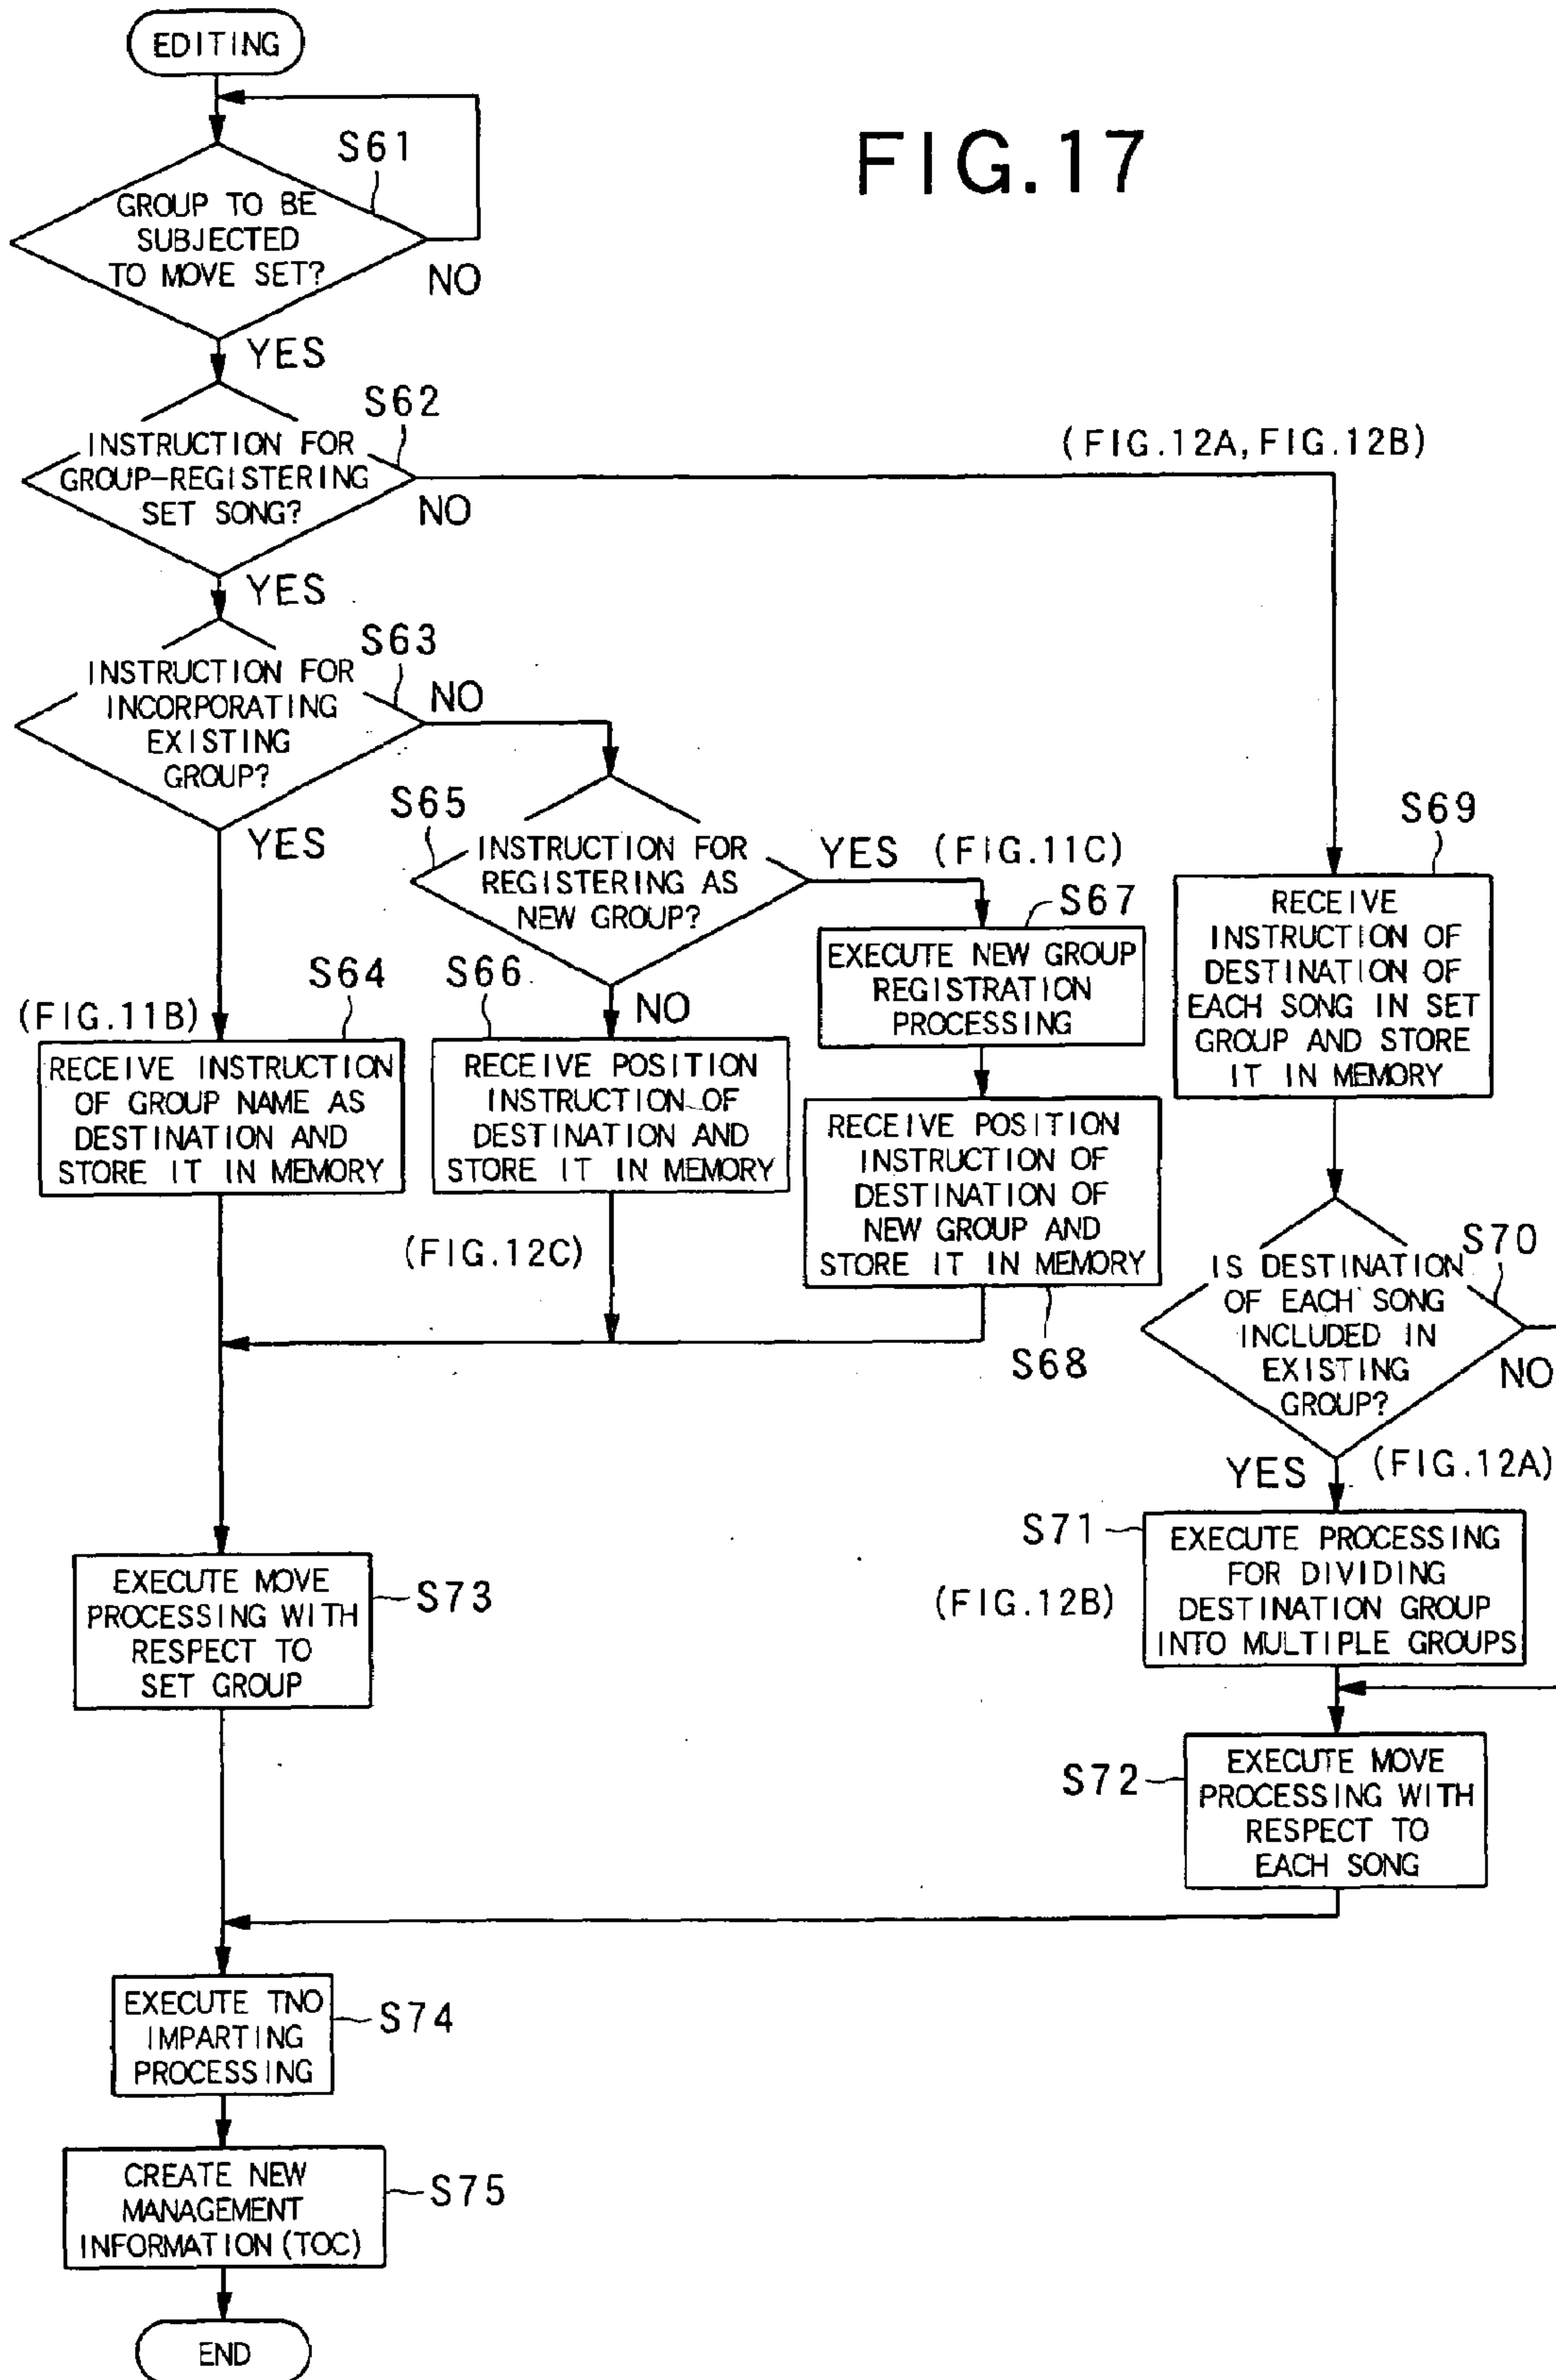 EDITING
FIG.17
S61
GROUP TO BE
SUBJECTED
TO MOVE SET?
NO
YES
S62
INSTRUCTION FOR
GROUP-REGISTERING
SET SONG?
NO
(FIG.12A, FIG.12B)
YES
S63
INSTRUCTION FOR
INCORPORATING
EXISTING
GROUP?
NO
YES
S65
INSTRUCTION FOR
REGISTERING AS
NEW GROUP?
YES (FIG.11C)
NO
S67
EXECUTE NEW GROUP
REGISTRATION
PROCESSING
S69
RECEIVE
INSTRUCTION OF
DESTINATION OF
EACH SONG IN SET
GROUP AND STORE
IT IN MEMORY
S64
(FIG.11B)
RECEIVE INSTRUCTION
OF GROUP NAME AS
DESTINATION AND
STORE IT IN MEMORY
S66
RECEIVE POSITION
INSTRUCTION OF
DESTINATION AND
STORE IT IN MEMORY
(FIG.12C)
RECEIVE POSITION
INSTRUCTION OF
DESTINATION OF
NEW GROUP AND
STORE IT IN MEMORY
S68
S70
IS DESTINATION
OF EACH SONG
INCLUDED IN
EXISTING
GROUP?
NO
YES
(FIG.12A)
S71
(FIG.12B)
EXECUTE PROCESSING
FOR DIVIDING
DESTINATION GROUP
INTO MULTIPLE GROUPS
EXECUTE MOVE
PROCESSING WITH
RESPECT TO
SET GROUP
S73
S72
EXECUTE MOVE
PROCESSING WITH
RESPECT TO
EACH SONG
EXECUTE TNO
IMPARTING
PROCESSING
S74
CREATE NEW
MANAGEMENT
INFORMATION (TOC)
S75
END